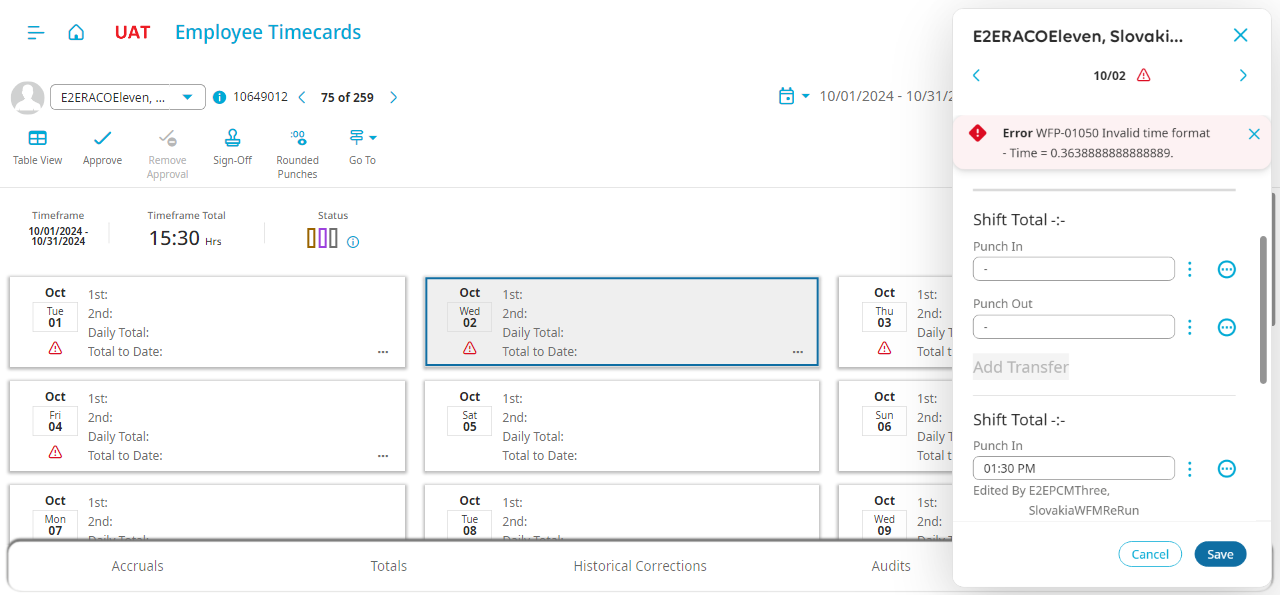 UAT
Employee Timecards
E2ERACOEleven, ...
10649012
75 of 259
10/01/2024 - 10/31/2
Table View
Approve
Remove
Approval
Sign-Off
:00
Rounded
Punches
Go To
Timeframe
10/01/2024 -
10/31/2024
Timeframe Total
15:30 Hrs
Status
Oct
Tue
01
1st:
2nd:
Daily Total:
Total to Date:
...
Oct
Wed
02
1st:
2nd:
Daily Total:
Total to Date:
...
Oct
Thu
03
1st:
2nd:
Daily T
Total t
Oct
Fri
04
1st:
2nd:
Daily Total:
Total to Date:
...
Oct
Sat
05
1st:
2nd:
Daily Total:
Total to Date:
Oct
Sun
06
1st:
2nd:
Daily T
Total t
Oct
Mon
07
1st:
2nd:
Daily Total:
Oct
Tue
08
1st:
2nd:
Daily Total:
Oct
Wed
09
1st:
2nd:
Daily T
Accruals
Totals
Historical Corrections
Audits
E2ERACOEleven, Slovaki...
10/02
Error WFP-01050 Invalid time format
- Time = 0.3638888888888889.
Shift Total -:-
Punch In
-
Punch Out
-
Add Transfer
Shift Total -:-
Punch In
01:30 PM
Edited By E2EPCMThree,
SlovakiaWFMReRun
Cancel
Save